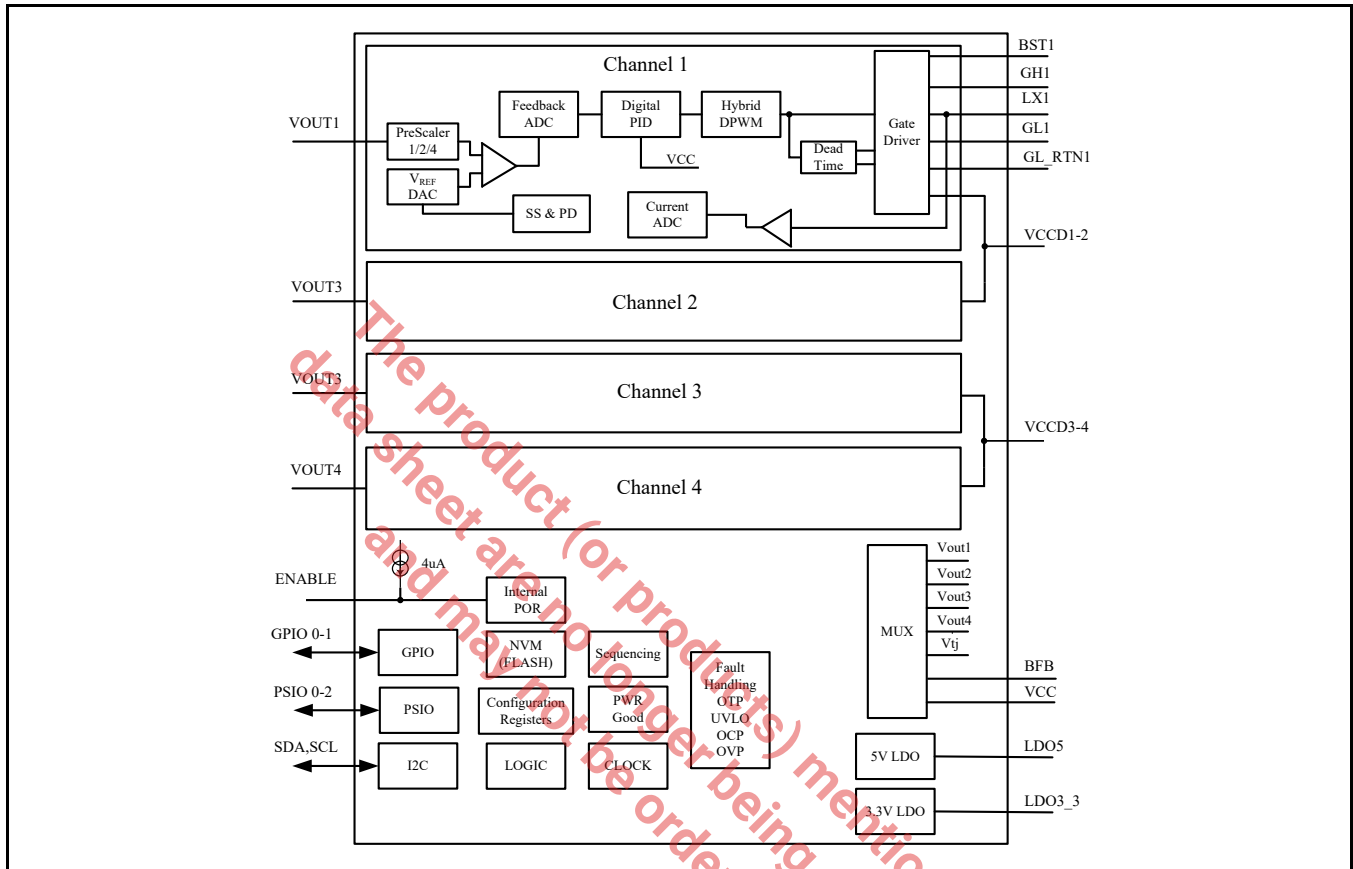 Channel 1
VOUT1
PreScaler
1/2/4
VREF
DAC
Feedback
ADC
Digital
PID
VCC
Hybrid
DPWM
Dead
Time
Gate
Driver
SS & PD
Current
ADC
BST1
GH1
LX1
GL1
GL_RTN1
VCCD1-2
VOUT3
Channel 2
VOUT3
Channel 3
VCCD3-4
VOUT4
Channel 4
4uA
ENABLE
Internal
POR
GPIO 0-1
GPIO
NVM
(FLASH)
Sequencing
PSIO 0-2
PSIO
Configuration
Registers
PWR
Good
SDA,SCL
I2C
LOGIC
CLOCK
Fault
Handling
OTP
UVLO
OCP
OVP
MUX
Vout1
Vout2
Vout3
Vout4
Vtj
BFB
VCC
5V LDO
LDO5
3.3V LDO
LDO3_3
The product (or products) mentio
data sheet are no longer being
and may not be orde